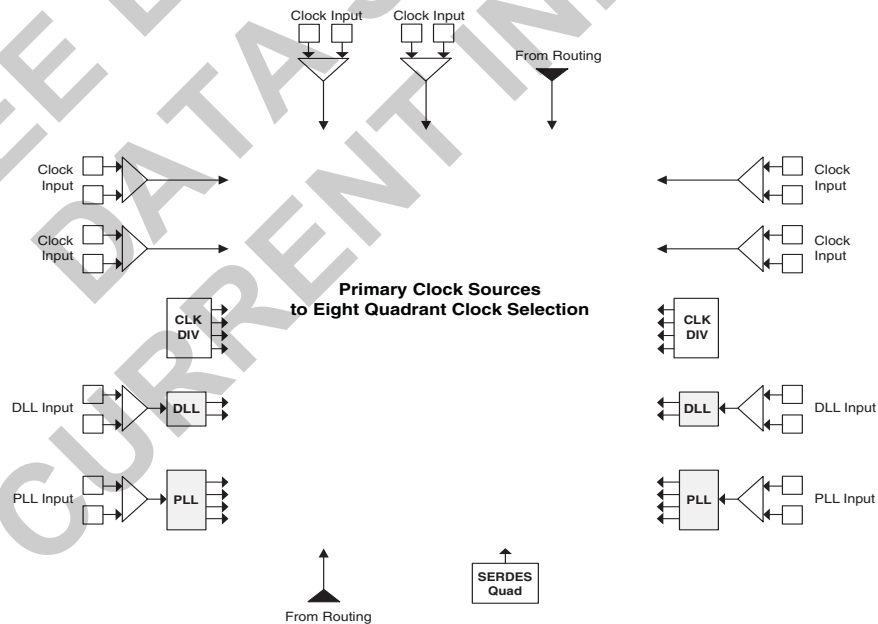 Clock Input
Clock Input
From Routing
Clock
Input
Clock
Input
Clock
Input
Clock
Input
Primary Clock Sources
to Eight Quadrant Clock Selection
CLK
DIV
CLK
DIV
DLL Input
DLL
DLL
DLL Input
PLL Input
PLL
PLL
PLL Input
From Routing
SERDES
Quad
DATA
CURRENT